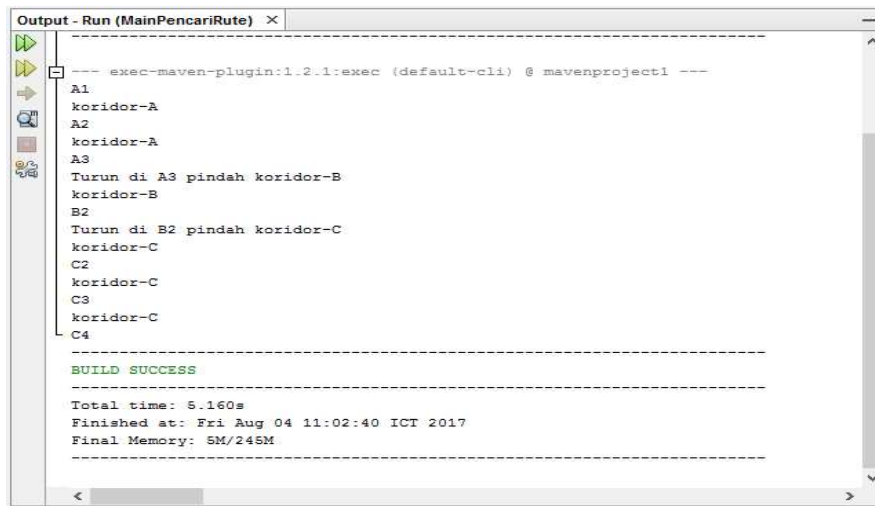 Output - Run (MainPencariRute) ×
------------------------------------------------------------------------
--- exec-maven-plugin:1.2.1:exec (default-cli) @ mavenproject1 ---
A1
koridor-A
A2
koridor-A
A3
Turun di A3 pindah koridor-B
koridor-B
B2
Turun di B2 pindah koridor-C
koridor-C
C2
koridor-C
C3
koridor-C
C4
------------------------------------------------------------------------
BUILD SUCCESS
------------------------------------------------------------------------
Total time: 5.160s
Finished at: Fri Aug 04 11:02:40 ICT 2017
Final Memory: 5M/245M
------------------------------------------------------------------------